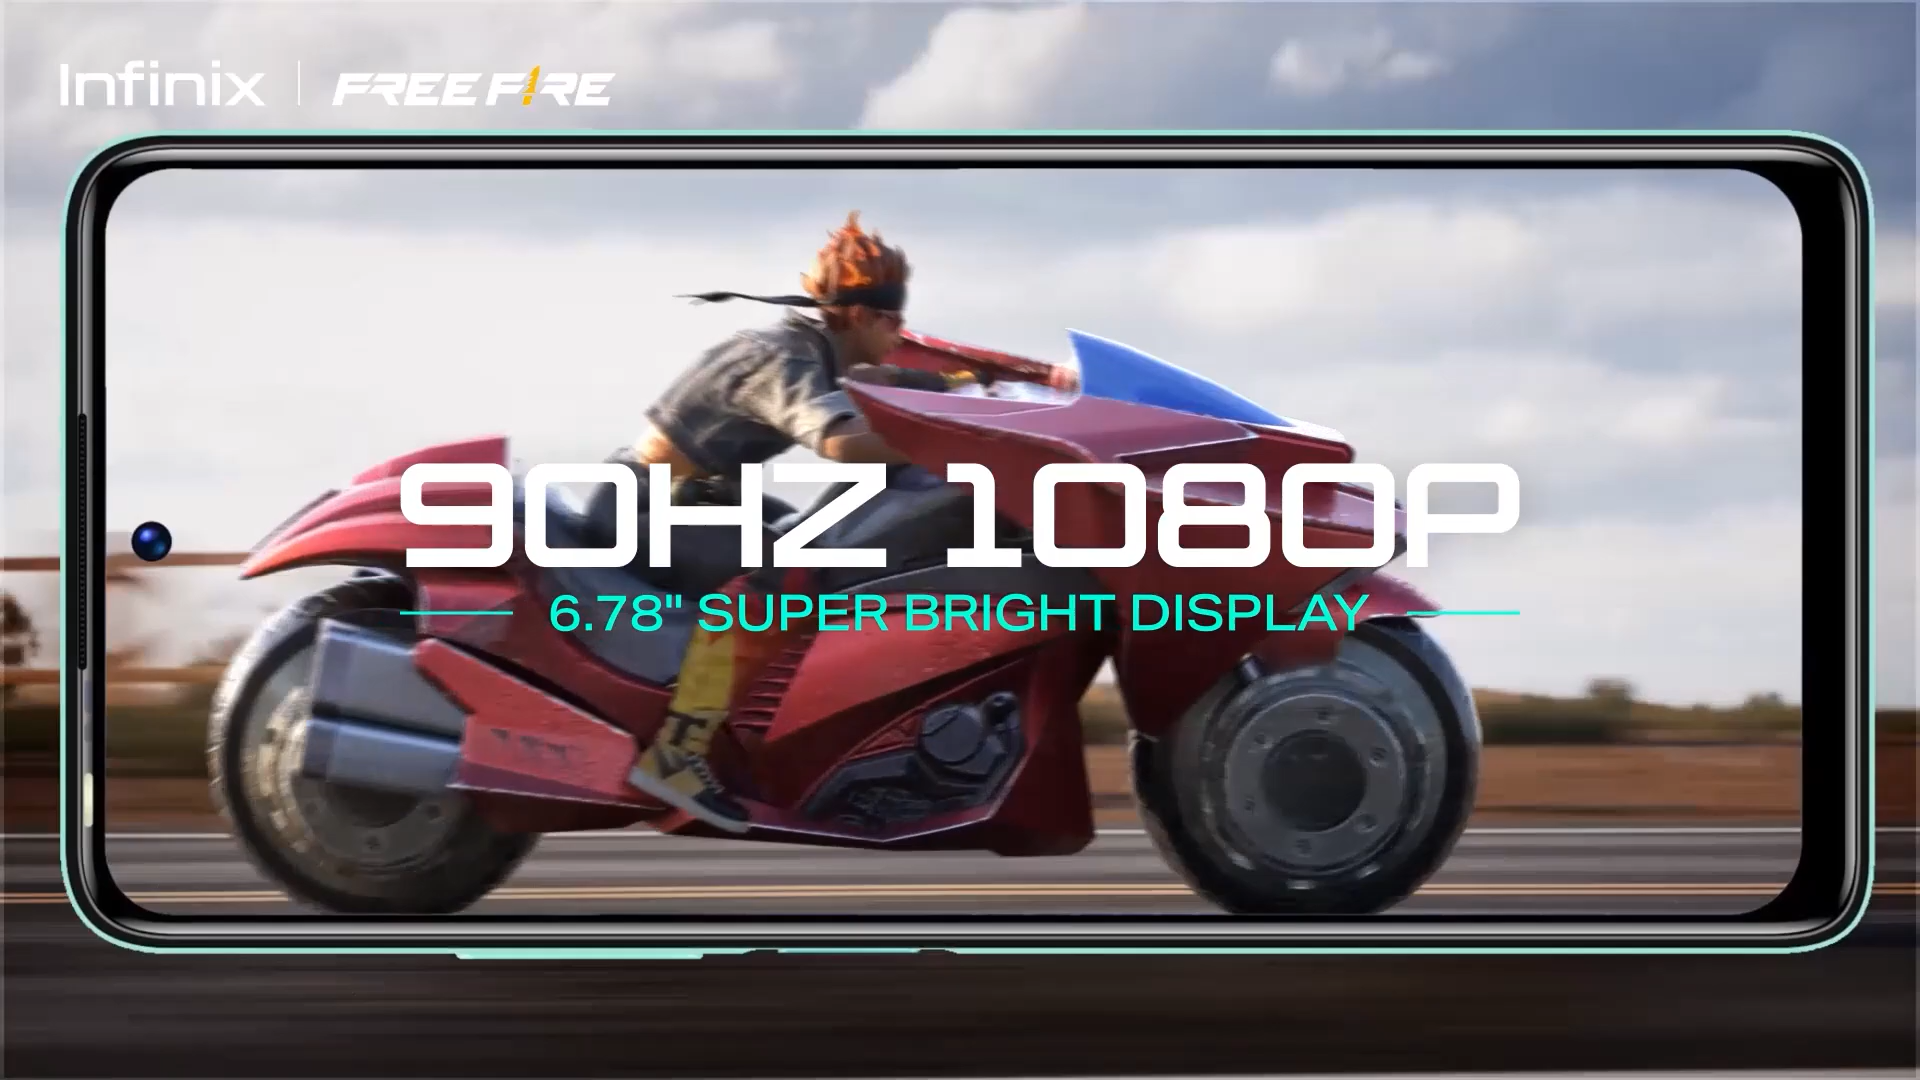 Infinix | FREE FIRE
90HZ 1080P
6.78" SUPER BRIGHT DISPLAY